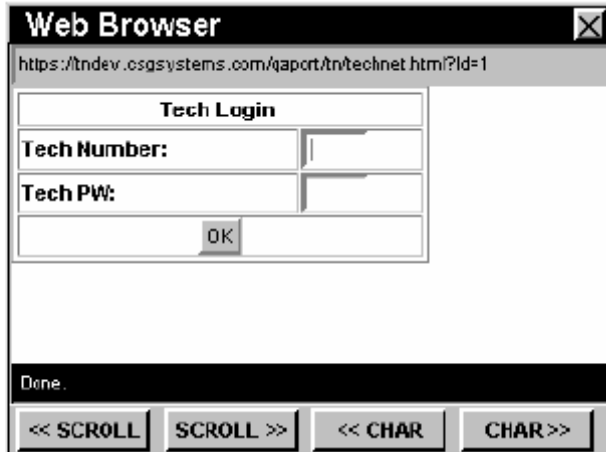 Web Browser
https://tndev.csgsystems.com/qaport/tn/technet.html?Id=1
Tech Login
Tech Number:
Tech PW:
OK
Done.
<< SCROLL SCROLL >> << CHAR CHAR >>